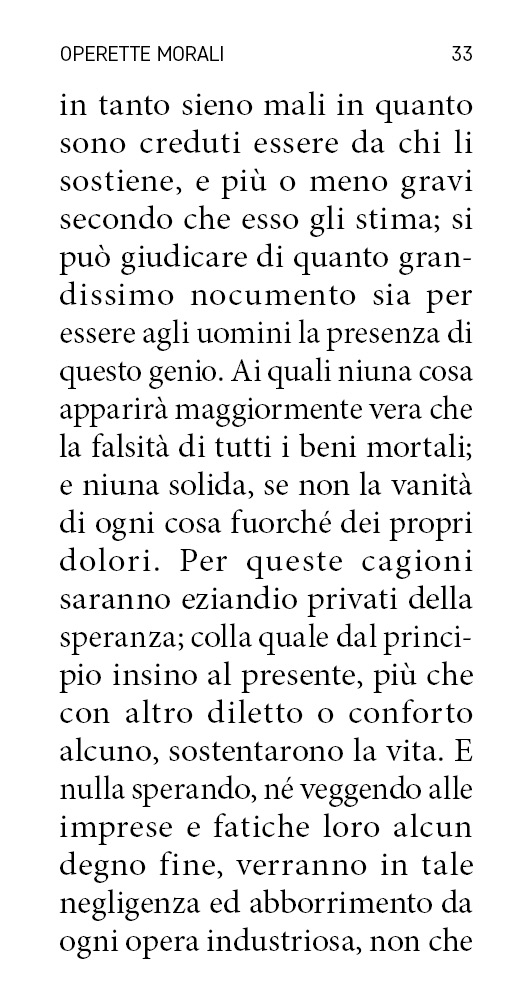 OPERETTE MORALI 33
in tanto sieno mali in quanto
sono creduti essere da chi li
sostiene, e più o meno gravi
secondo che esso gli stima; si
può giudicare di quanto gran-
dissimo nocumento sia per
essere agli uomini la presenza di
questo genio. Ai quali niuna cosa
apparirà maggiormente vera che
la falsità di tutti i beni mortali;
e niuna solida, se non la vanità
di ogni cosa fuorché dei propri
dolori. Per queste cagioni
saranno eziandio privati della
speranza; colla quale dal princi-
pio insino al presente, più che
con altro diletto o conforto
alcuno, sostentarono la vita. E
nulla sperando, né veggendo alle
imprese e fatiche loro alcun
degno fine, verranno in tale
negligenza ed abborrimento da
ogni opera industriosa, non che